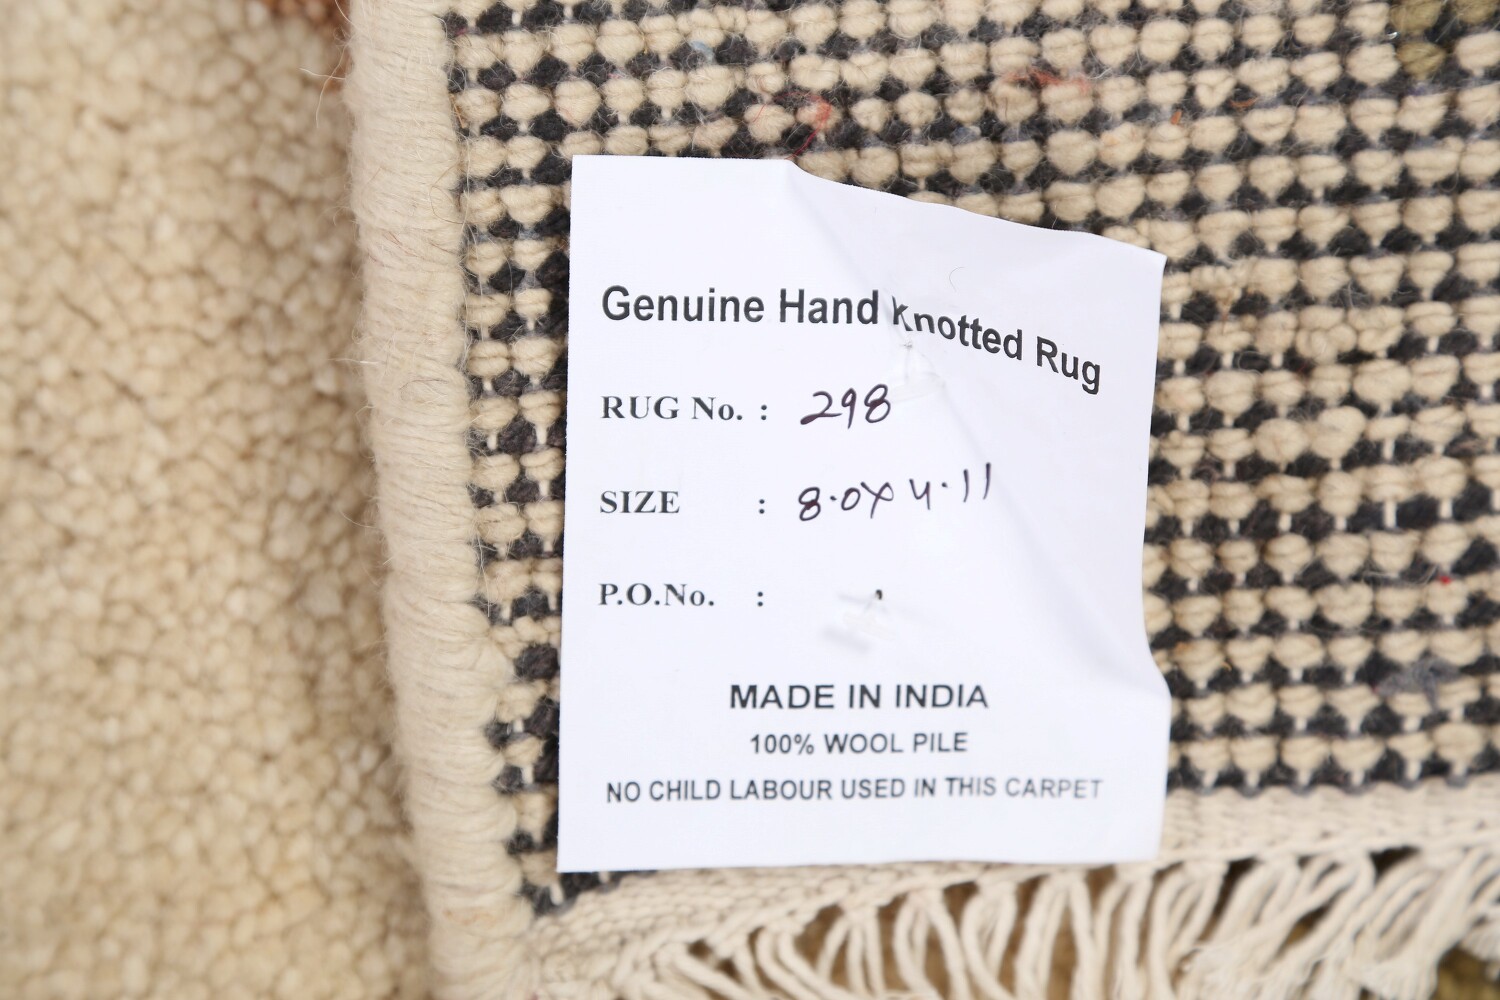 Genuine Hand Knotted Rug
RUG No. : 298
SIZE : 8.0X4.11
P.O.No. :
MADE IN INDIA
100% WOOL PILE
NO CHILD LABOUR USED IN THIS CARPET